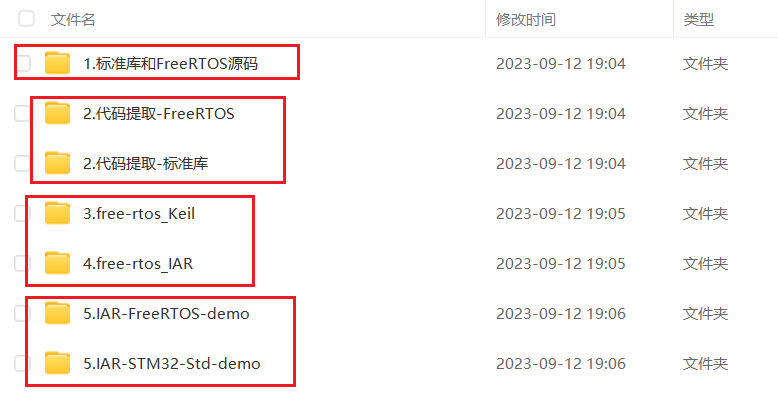 文件名 修改时间 类型
1.标准库和FreeRTOS源码 2023-09-12 19:04 文件夹
2.代码提取-FreeRTOS 2023-09-12 19:04 文件夹
2.代码提取-标准库 2023-09-12 19:04 文件夹
3.free-rtos_Keil 2023-09-12 19:05 文件夹
4.free-rtos_IAR 2023-09-12 19:05 文件夹
5.IAR-FreeRTOS-demo 2023-09-12 19:06 文件夹
5.IAR-STM32-Std-demo 2023-09-12 19:06 文件夹